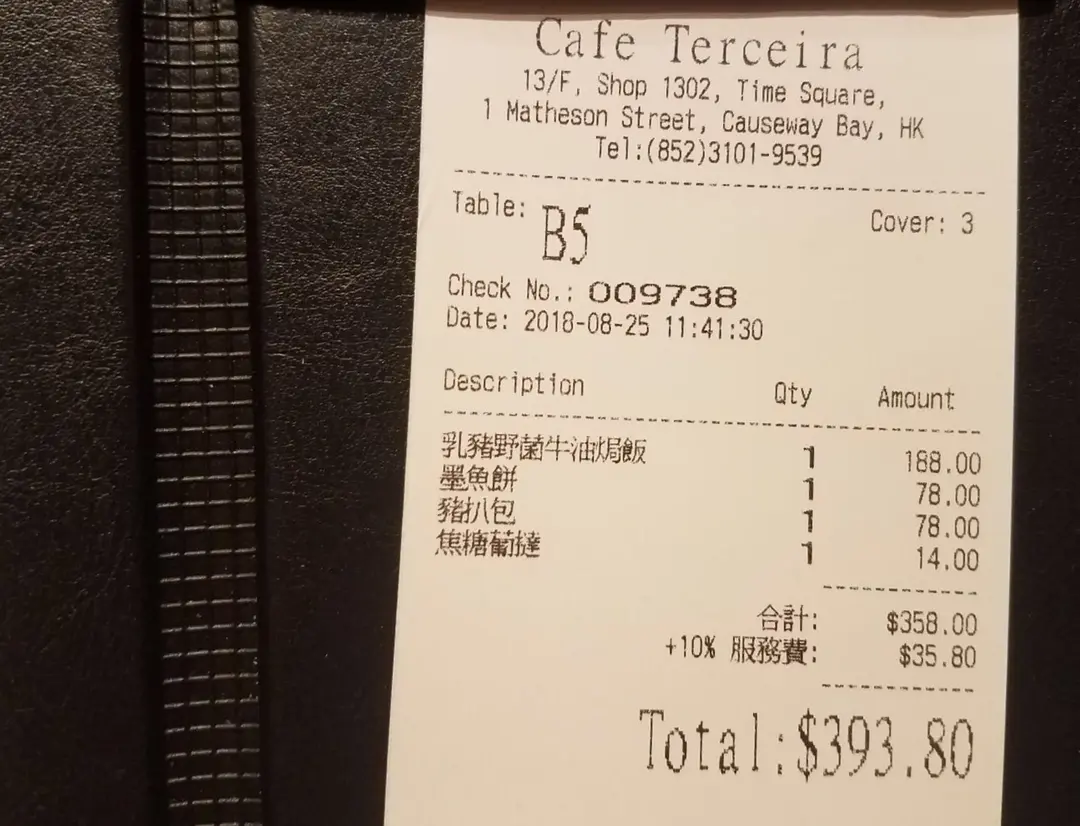 Cafe Terceira
13/F, Shop 1302, Time Square,
1 Matheson Street, Causeway Bay, HK
Tel:(852)3101-9539
Table: B5 Cover: 3
Check No.: 009738
Date: 2018-08-25 11:41:30
Description Qty Amount
乳豬野菌牛油焗飯 1 188.00
墨魚餅 1 78.00
豬扒包 1 78.00
焦糖葡撻 1 14.00
合計: $358.00
+10% 服務費: $35.80
Total:$393.80